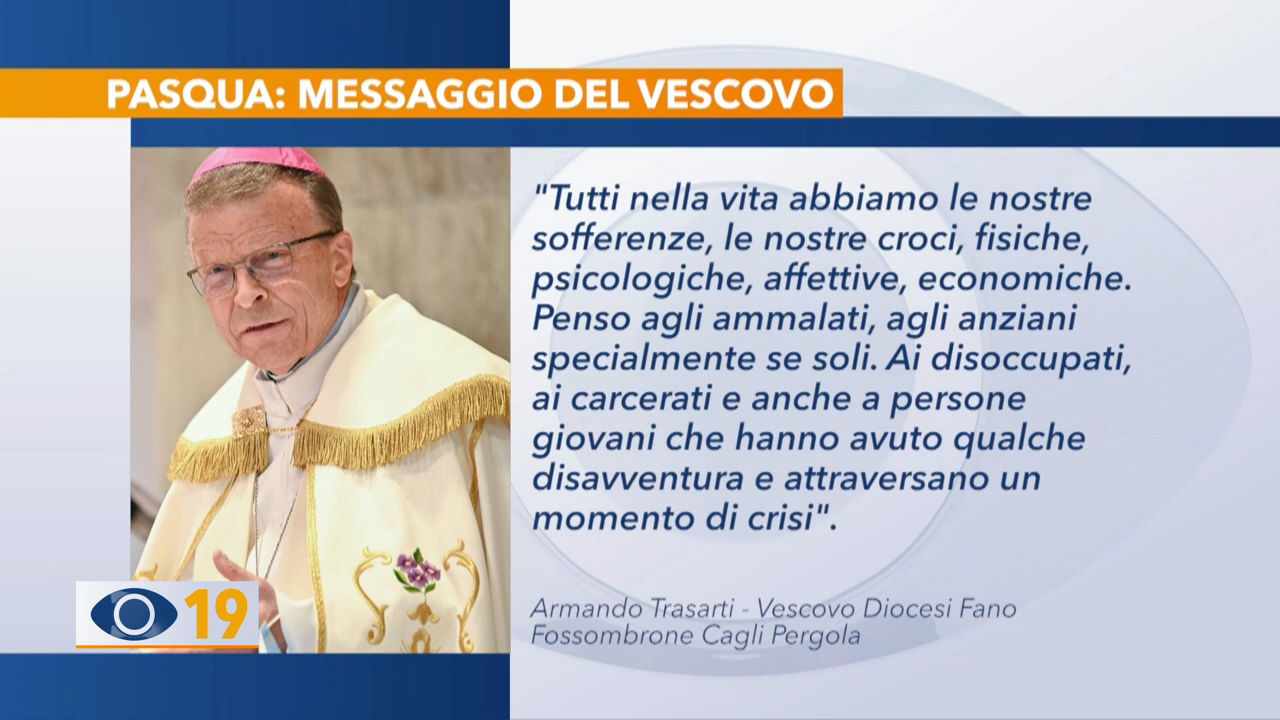 PASQUA: MESSAGGIO DEL VESCOVO
"Tutti nella vita abbiamo le nostre
sofferenze, le nostre croci, fisiche,
psicologiche, affettive, economiche.
Penso agli ammalati, agli anziani
specialmente se soli. Ai disoccupati,
ai carcerati e anche a persone
giovani che hanno avuto qualche
disavventura e attraversano un
momento di crisi".
Armando Trasarti - Vescovo Diocesi Fano
Fossombrone Cagli Pergola
19